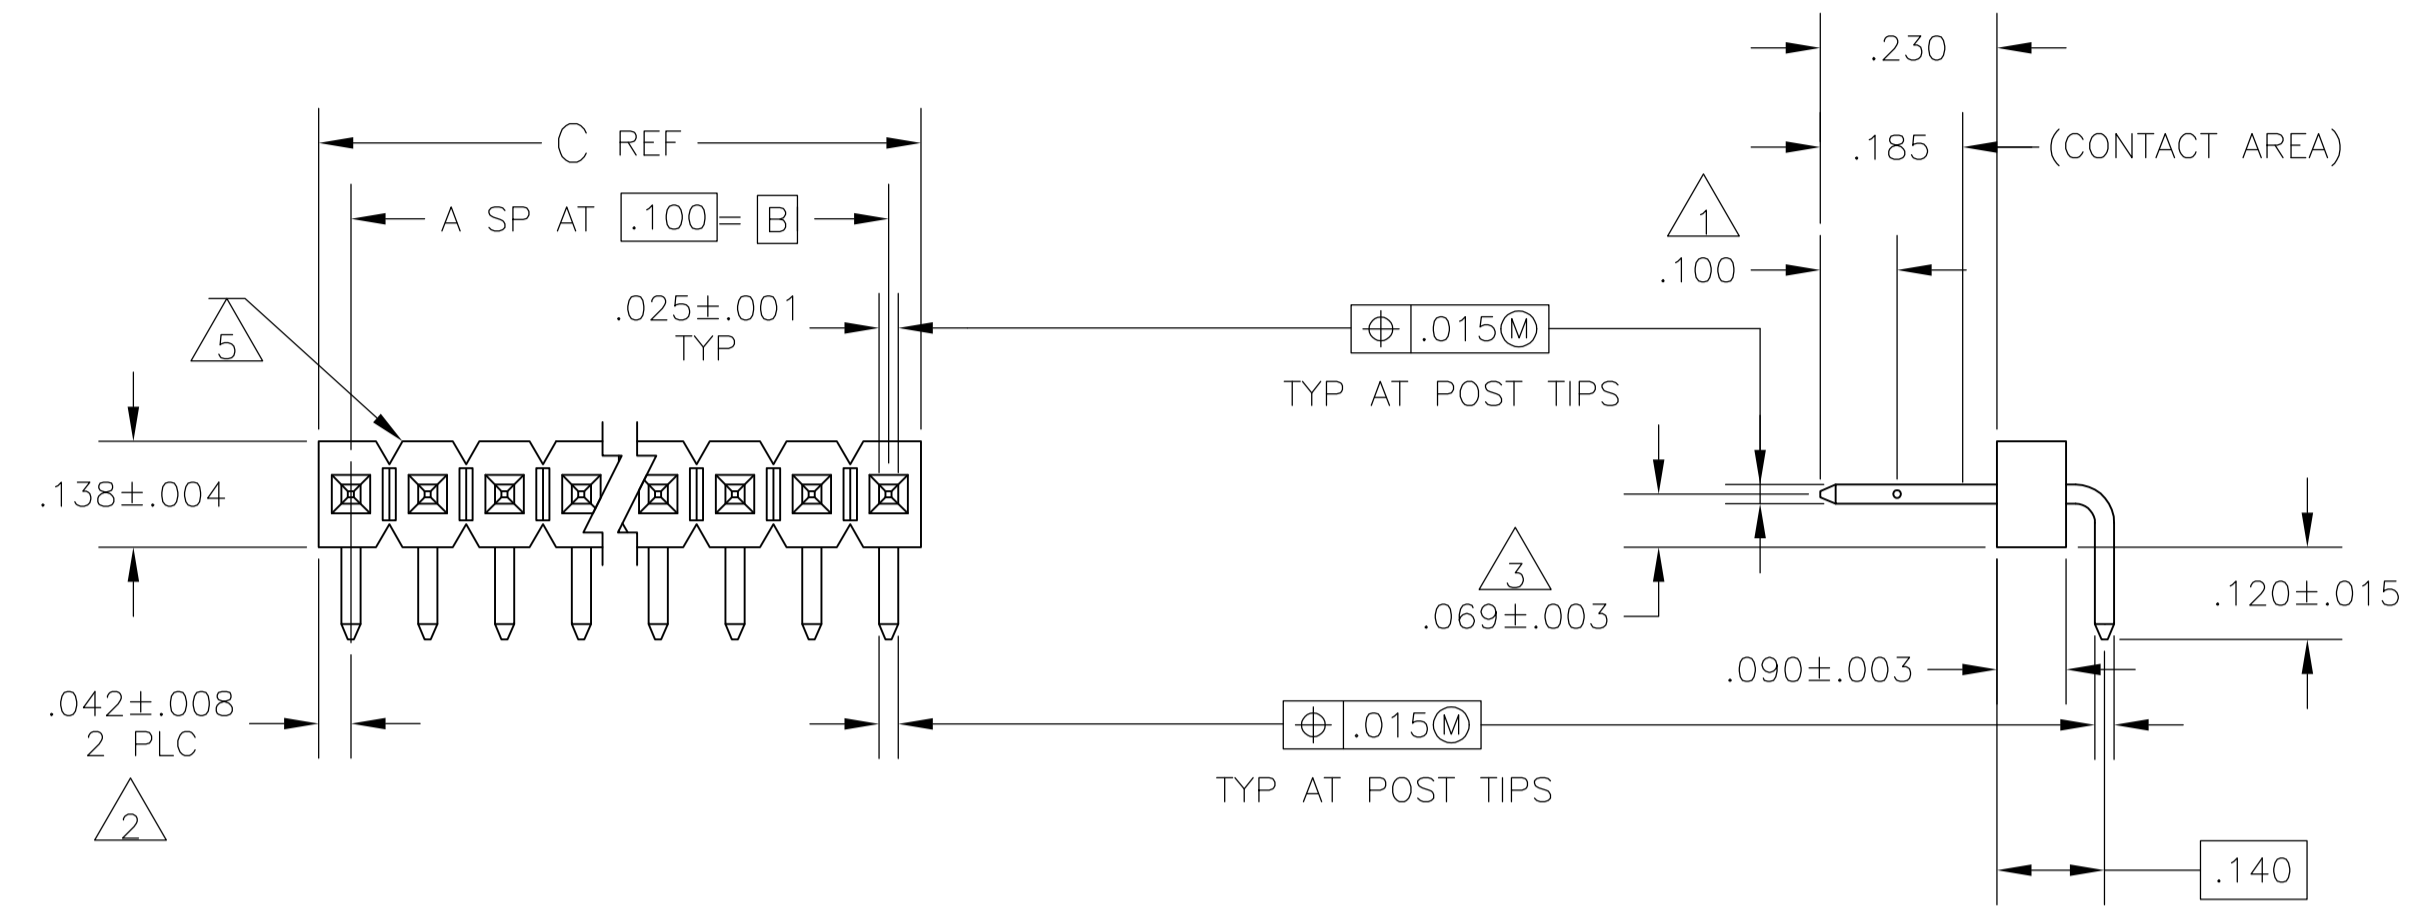 C REF
A SP AT .100 = B
.025±.001
TYP
5
.138±.004
.042±.008
2 PLC
2
⌖ .015Ⓜ
TYP AT POST TIPS
⌖ .015Ⓜ
TYP AT POST TIPS
.230
.185 (CONTACT AREA)
1
.100
3
.069±.003
.090±.003
.120±.015
.140